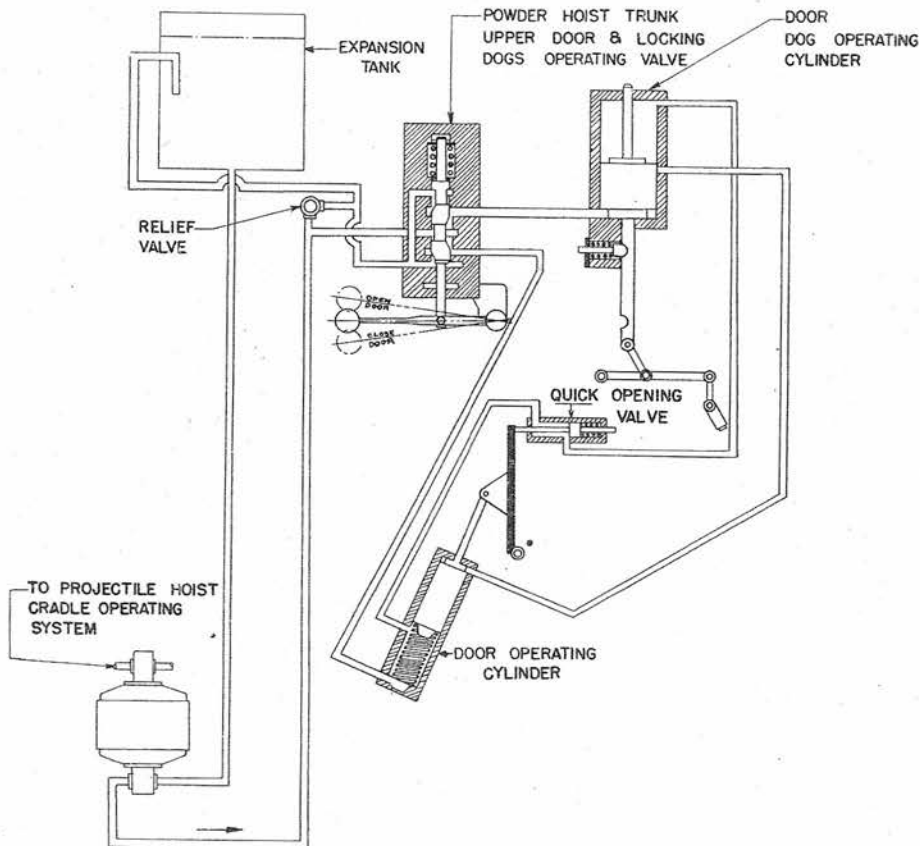 EXPANSION
TANK
POWDER HOIST TRUNK
UPPER DOOR & LOCKING
DOGS OPERATING VALVE
DOOR
DOG OPERATING
CYLINDER
RELIEF
VALVE
OPEN
DOOR
CLOSE
DOOR
QUICK OPENING
VALVE
TO PROJECTILE HOIST
CRADLE OPERATING
SYSTEM
DOOR OPERATING
CYLINDER